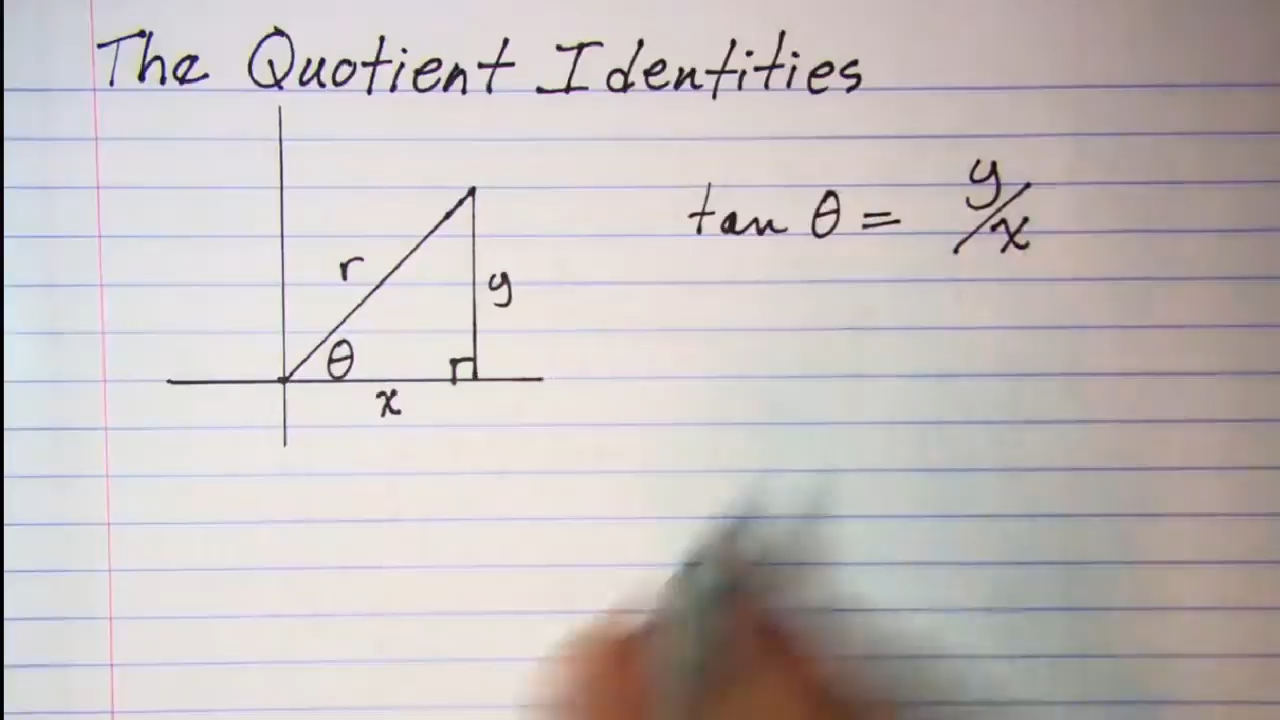 The Quotient Identities
tan θ = y/x
r
y
θ
x